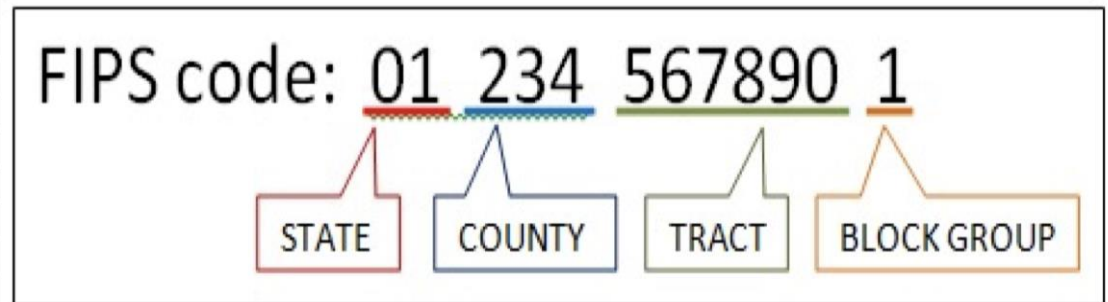 FIPS code: 01 234 567890 1
STATE COUNTY TRACT BLOCK GROUP